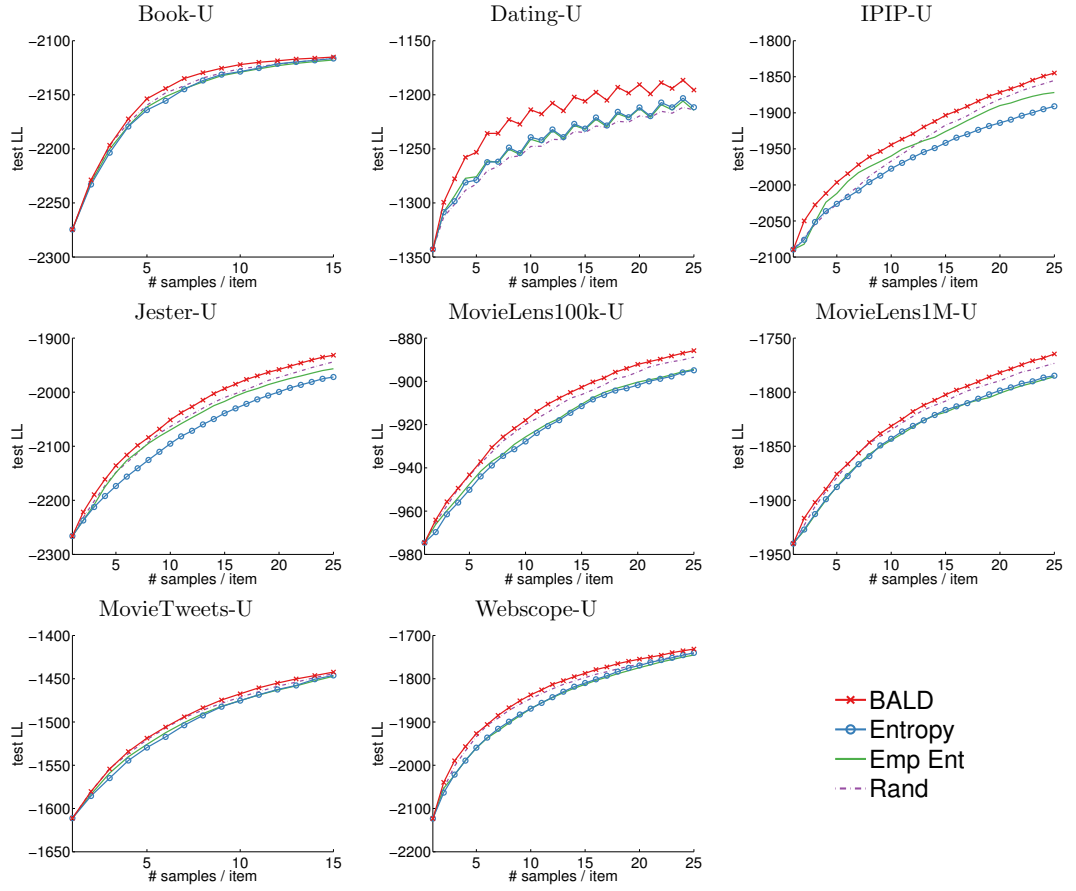 Book-U
−2100
−2150
−2200
−2250
−2300
test LL
5
10
15
# samples / item
Dating-U
−1150
−1200
−1250
−1300
−1350
test LL
5
10
15
20
25
# samples / item
IPIP-U
−1800
−1850
−1900
−1950
−2000
−2050
−2100
test LL
5
10
15
20
25
# samples / item
Jester-U
−1900
−2000
−2100
−2200
−2300
test LL
5
10
15
20
25
# samples / item
MovieLens100k-U
−880
−900
−920
−940
−960
−980
test LL
5
10
15
20
25
# samples / item
MovieLens1M-U
−1750
−1800
−1850
−1900
−1950
test LL
5
10
15
20
25
# samples / item
MovieTweets-U
−1400
−1450
−1500
−1550
−1600
−1650
test LL
5
10
15
# samples / item
Webscope-U
−1700
−1800
−1900
−2000
−2100
−2200
test LL
5
10
15
20
25
# samples / item
BALD
Entropy
Emp Ent
Rand